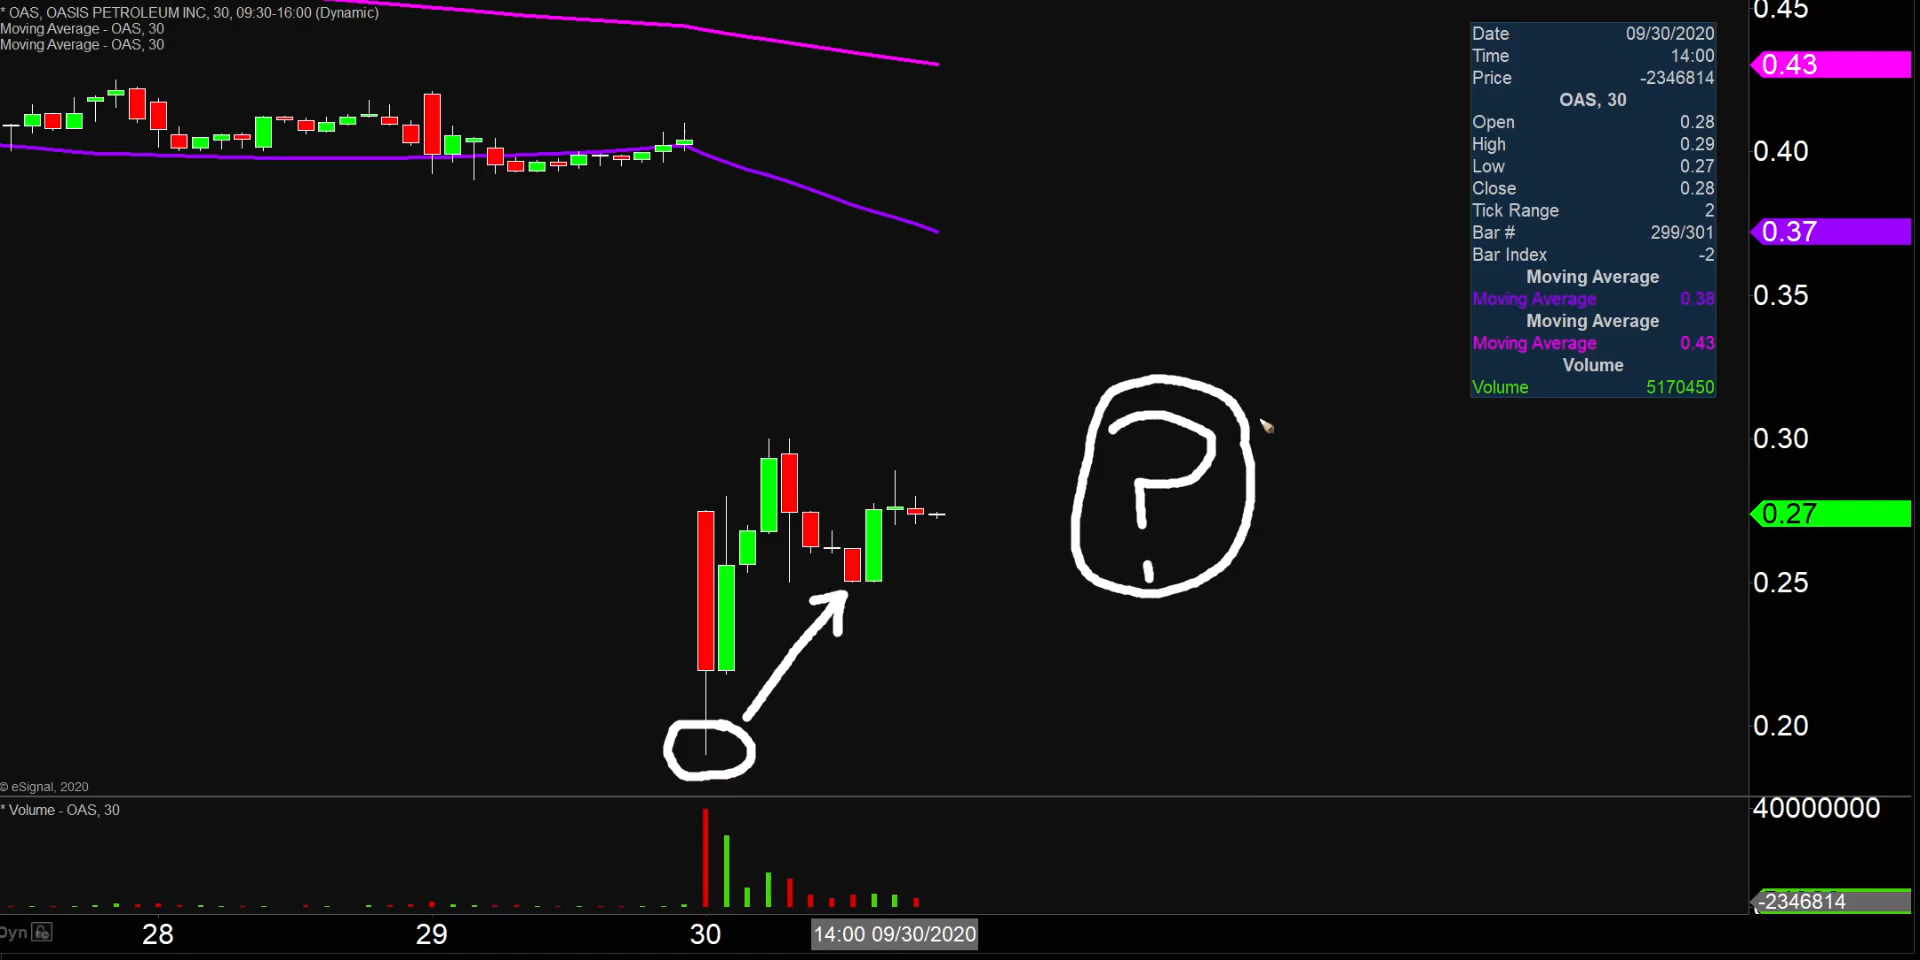 * OAS, OASIS PETROLEUM INC, 30, 09:30-16:00 (Dynamic)
Moving Average - OAS, 30
Moving Average - OAS, 30
Date 09/30/2020
Time 14:00
Price -2346814
OAS, 30
Open 0.28
High 0.29
Low 0.27
Close 0.28
Tick Range 2
Bar # 299/301
Bar Index -2
Moving Average
Moving Average 0.38
Moving Average
Moving Average 0.43
Volume
Volume 5170450
0.45
0.43
0.40
0.37
0.35
0.30
0.27
0.25
0.20
?
© eSignal, 2020
* Volume - OAS, 30
40000000
-2346814
Dyn
28 29 30 14:00 09/30/2020